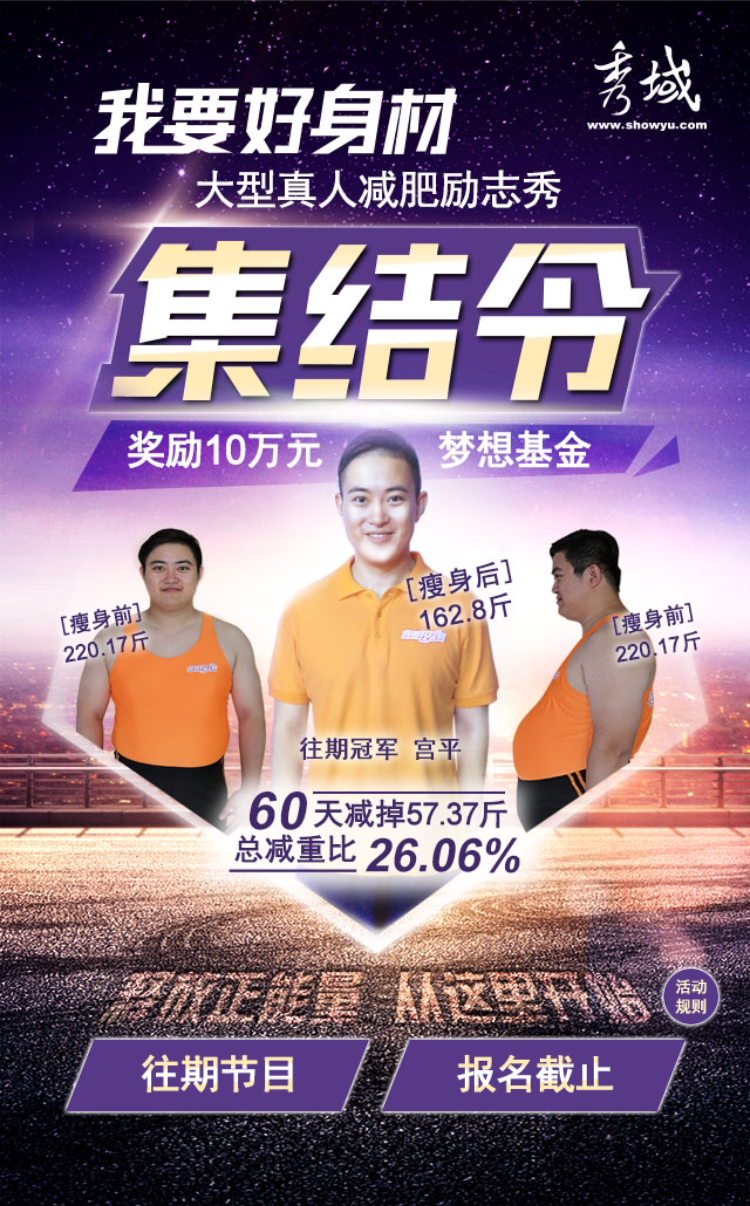 秀域
www.showyu.com
我要好身材
大型真人减肥励志秀
集结令
奖励10万元 梦想基金
[瘦身前]
220.17斤
[瘦身后]
162.8斤
[瘦身前]
220.17斤
往期冠军 宫平
60天减掉57.37斤
总减重比 26.06%
释放正能量 从这里开始
活动
规则
往期节目
报名截止